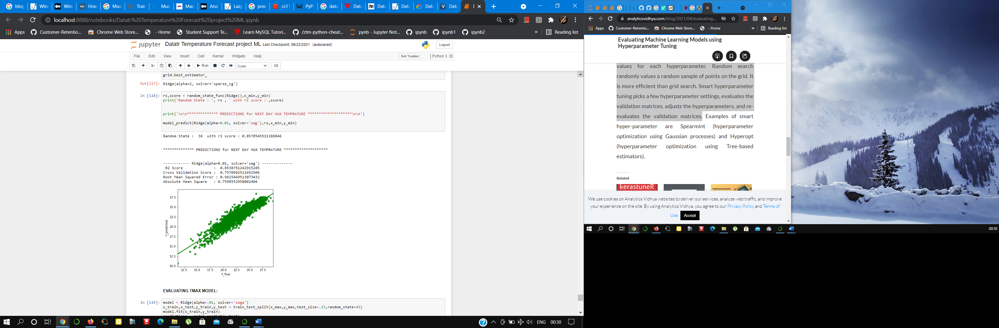 blog
Wine
Wine
tds How
Mus
Train
Mus
Mac
Anal
Lazy
pow
cs11
|u[ PyPS
data
Data
Data
Data
Data
V Data
localhost:8888/notebooks/Datatr%20Temperature%20Forecast%20project%20ML.ipynb
Apps
Customer-Retentio...
Chrome Web Store...
- Home
Student Support Te...
Learn MySQL Tutori...
/ztm-python-cheat...
pynb - Jupyter Not...
ipynb
ipynb1
ipynb2
»
Reading list
jupyter Datatr Temperature Forecast project ML Last Checkpoint: 08/22/2021 (autosaved)
Logout
File Edit View Insert Cell Kernel Widgets Help
Not Trusted
Python 3
Run
Code
grid.best_estimator_
Out[117]: Ridge(alpha=2, solver='sparse_cg')
In [118]: rs,score = random_state_func(Ridge(),x_min,y_min)
print('Random State : ', rs , ' with r2 score :',score)
print('\n\n************** PREDICTIONS for NEXT DAY MAX TEMPRATURE ********************\n\n')
model_predict(Ridge(alpha=0.01, solver='sag'),rs,x_min,y_min)
Random State :  36  with r2 score : 0.8578545511188846
************** PREDICTIONS for NEXT DAY MAX TEMPRATURE ********************
------------ Ridge(alpha=0.01, solver='sag') --------------
R2 Score : 0.8538751242915285
Cross Validation Score : 0.7570982511692506
Root Mean Squared Error : 0.9615469513073432
Absolute Mean Square : 0.7598552958002404
27.5
25.0
22.5
20.0
17.5
15.0
12.5
10.0
Y_predicted
12.5 15.0 17.5 20.0 22.5 25.0 27.5
Y_True
EVALUATING TMAX MODEL:
In [119]: model = Ridge(alpha=.01, solver='saga')
x_train,x_test,y_train,y_test = train_test_split(x_max,y_max,test_size=.33,random_state=43)
model.fit(x_train,y_train)
ENG 00:30
analyticsvidhya.com/blog/2021/04/evaluating...
Apps
Customer-Retentio...
Chrome Web Store...
- Home
»
Reading list
Evaluating Machine Learning Models using
Hyperparameter Tuning
values for each hyperparameter. Random search
randomly values a random sample of points on the grid. It
is more efficient than grid search. Smart hyperparameter
tuning picks a few hyperparameter settings, evaluates the
validation matrices, adjusts the hyperparameters, and re-
evaluates the validation matrices. Examples of smart
hyper-parameter are Spearmint (hyperparameter
optimization using Gaussian processes) and Hyperopt
(hyperparameter optimization using Tree-based
estimators).
Related
kerastuneR
Hyperparameter
We use cookies on Analytics Vidhya websites to deliver our services, analyze web traffic, and improve
your experience on the site. By using Analytics Vidhya, you agree to our Privacy Policy and Terms of
Use. Accept
00:30